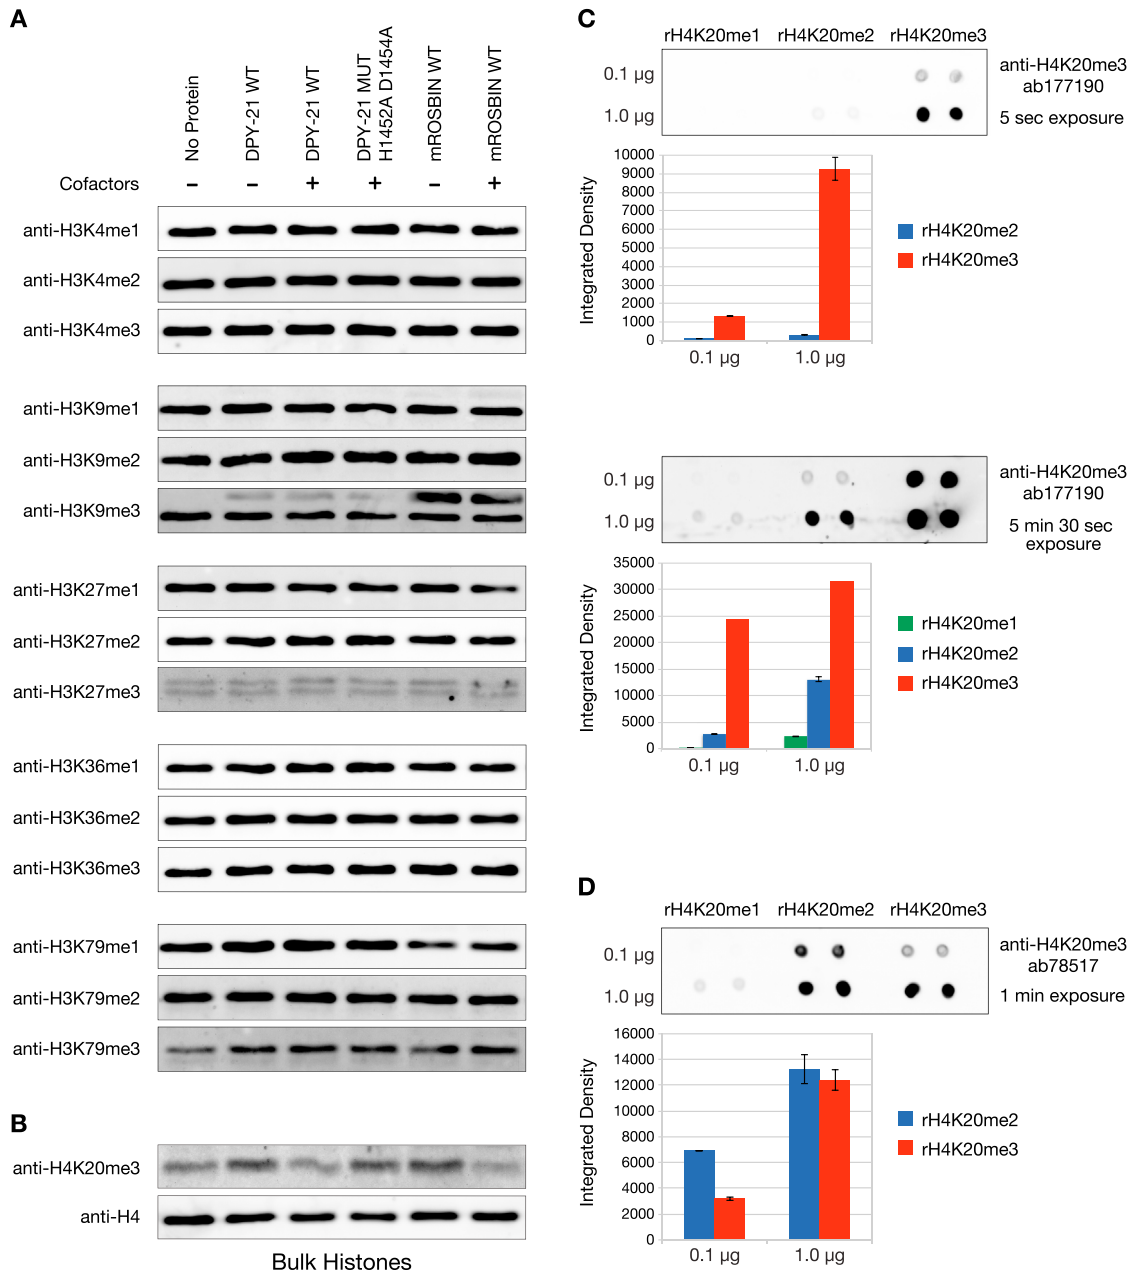 A
No Protein
DPY-21 WT
DPY-21 WT
DPY-21 MUT
H1452A D1454A
mROSBIN WT
mROSBIN WT
Cofactors − − + + − +
anti-H3K4me1
anti-H3K4me2
anti-H3K4me3
anti-H3K9me1
anti-H3K9me2
anti-H3K9me3
anti-H3K27me1
anti-H3K27me2
anti-H3K27me3
anti-H3K36me1
anti-H3K36me2
anti-H3K36me3
anti-H3K79me1
anti-H3K79me2
anti-H3K79me3
B
anti-H4K20me3
anti-H4
Bulk Histones
C
rH4K20me1 rH4K20me2 rH4K20me3
0.1 µg
1.0 µg
anti-H4K20me3
ab177190
5 sec exposure
Integrated Density
10000
9000
8000
7000
6000
5000
4000
3000
2000
1000
0
0.1 µg 1.0 µg
rH4K20me2
rH4K20me3
0.1 µg
1.0 µg
anti-H4K20me3
ab177190
5 min 30 sec
exposure
Integrated Density
35000
30000
25000
20000
15000
10000
5000
0
0.1 µg 1.0 µg
rH4K20me1
rH4K20me2
rH4K20me3
D
rH4K20me1 rH4K20me2 rH4K20me3
0.1 µg
1.0 µg
anti-H4K20me3
ab78517
1 min exposure
Integrated Density
16000
14000
12000
10000
8000
6000
4000
2000
0
0.1 µg 1.0 µg
rH4K20me2
rH4K20me3